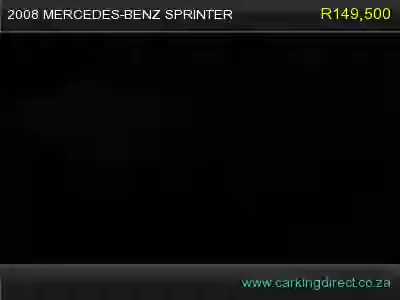 2008 MERCEDES-BENZ SPRINTER R149,500
www.carkingdirect.co.za